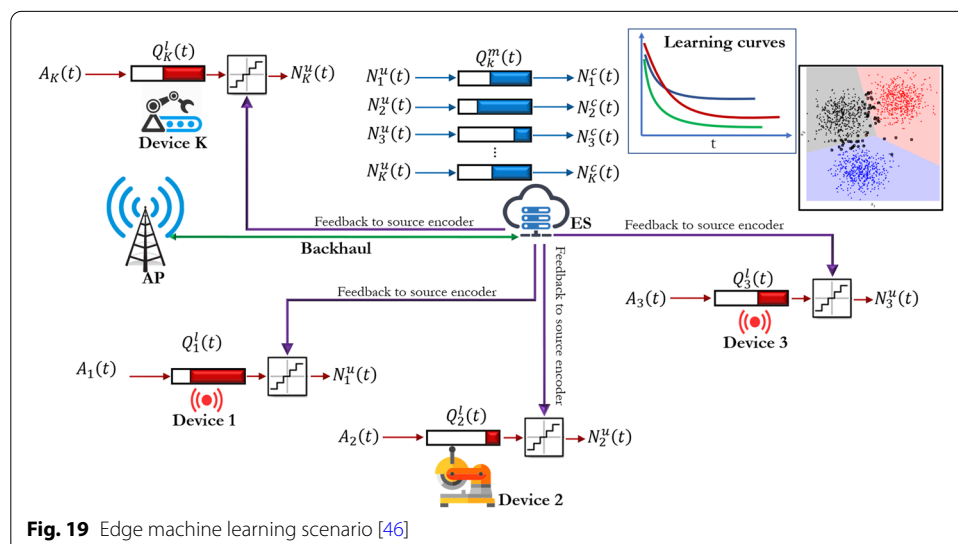 Q_K^l(t)
A_K(t)
N_K^u(t)
Device K
Q_k^m(t)
N_1^u(t)
N_1^c(t)
N_2^u(t)
N_2^c(t)
N_3^u(t)
N_3^c(t)
⋮
N_K^u(t)
N_K^c(t)
Learning curves
t
AP
Feedback to source encoder
Backhaul
ES
Feedback to source encoder
Feedback to source encoder
Feedback to source encoder
Q_1^l(t)
A_1(t)
N_1^u(t)
Device 1
Q_2^l(t)
A_2(t)
N_2^u(t)
Device 2
Q_3^l(t)
A_3(t)
N_3^u(t)
Device 3
Fig. 19 Edge machine learning scenario [46]